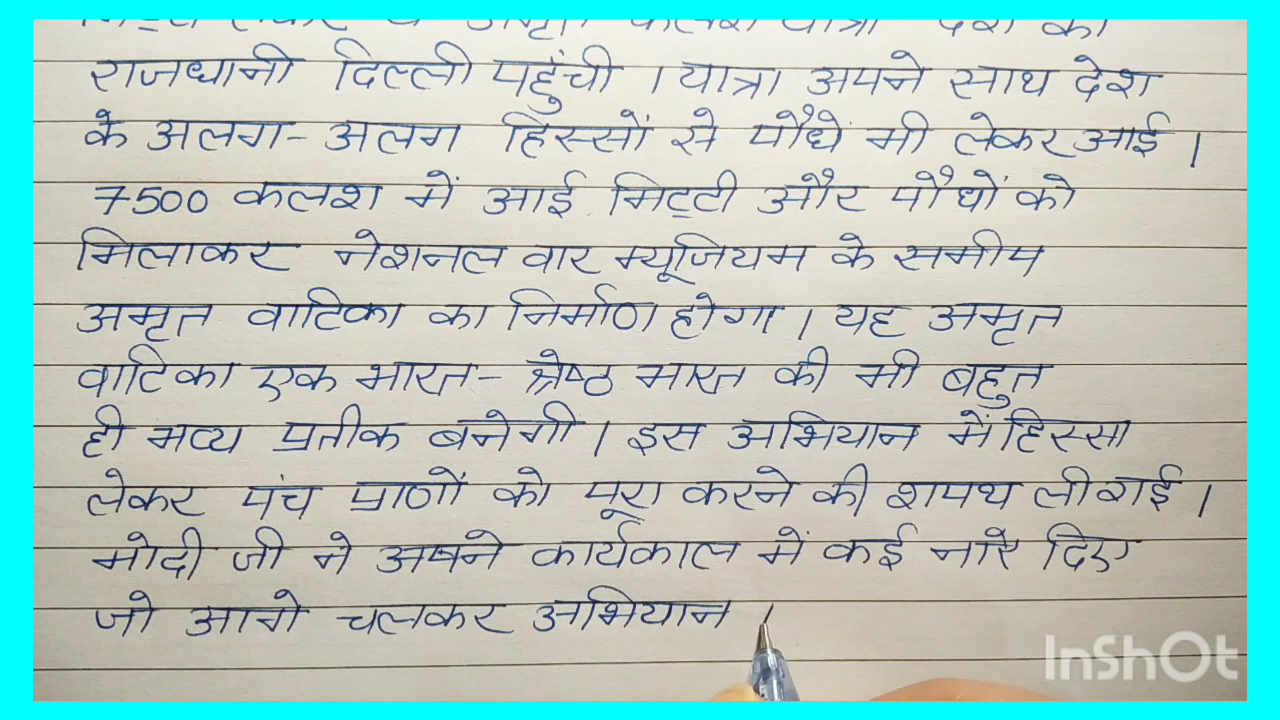 कलश यात्रा देश की
राजधानी दिल्ली पहुंची । यात्रा अपने साथ देश
के अलग-अलग हिस्सों से पौधें भी लेकर आई ।
7500 कलश में आई मिट्टी और पौधों को
मिलाकर नेशनल वार म्यूजियम के समीप
अमृत वाटिका का निर्माण होगा । यह अमृत
वाटिका एक भारत- श्रेष्ठ भारत की भी बहुत
ही भव्य प्रतीक बनेगी । इस अभियान में हिस्सा
लेकर पंच प्राणों को पूरा करने की शपथ ली गई ।
मोदी जी ने अपने कार्यकाल में कई नारे दिए
जो आगे चलकर अभियान
InShOt